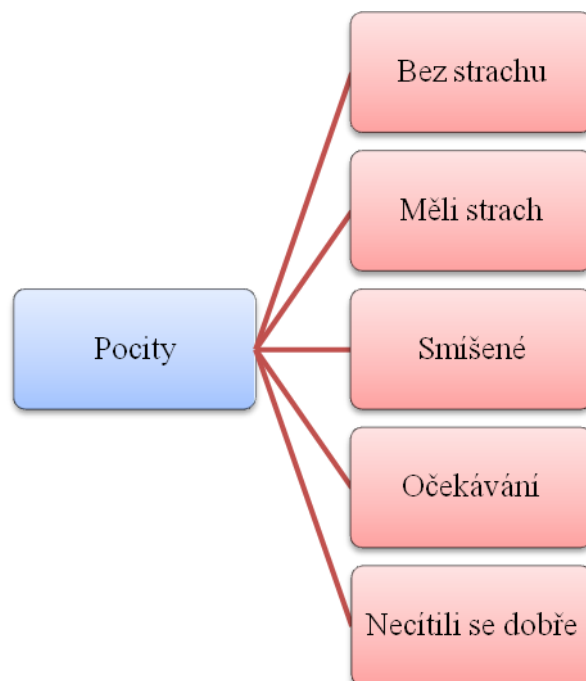 Pocity
Bez strachu
Měli strach
Smíšené
Očekávání
Necítili se dobře